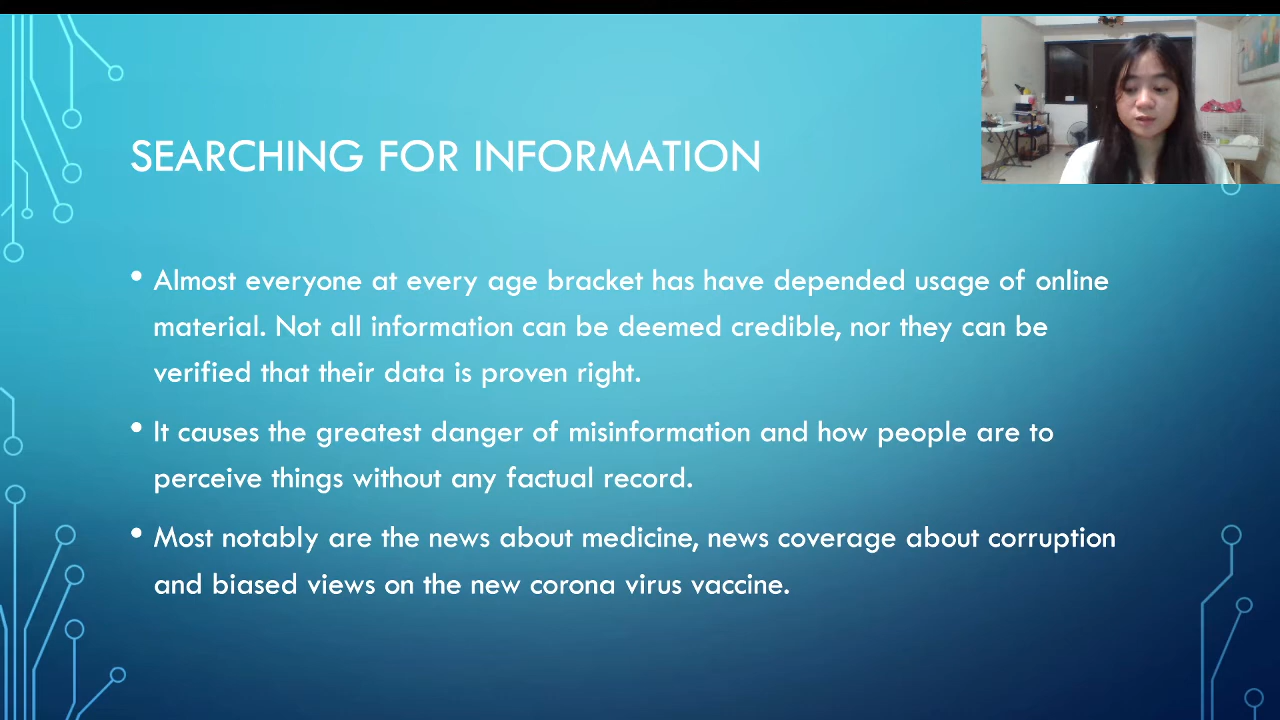 SEARCHING FOR INFORMATION
• Almost everyone at every age bracket has have depended usage of online
material. Not all information can be deemed credible, nor they can be
verified that their data is proven right.
• It causes the greatest danger of misinformation and how people are to
perceive things without any factual record.
• Most notably are the news about medicine, news coverage about corruption
and biased views on the new corona virus vaccine.